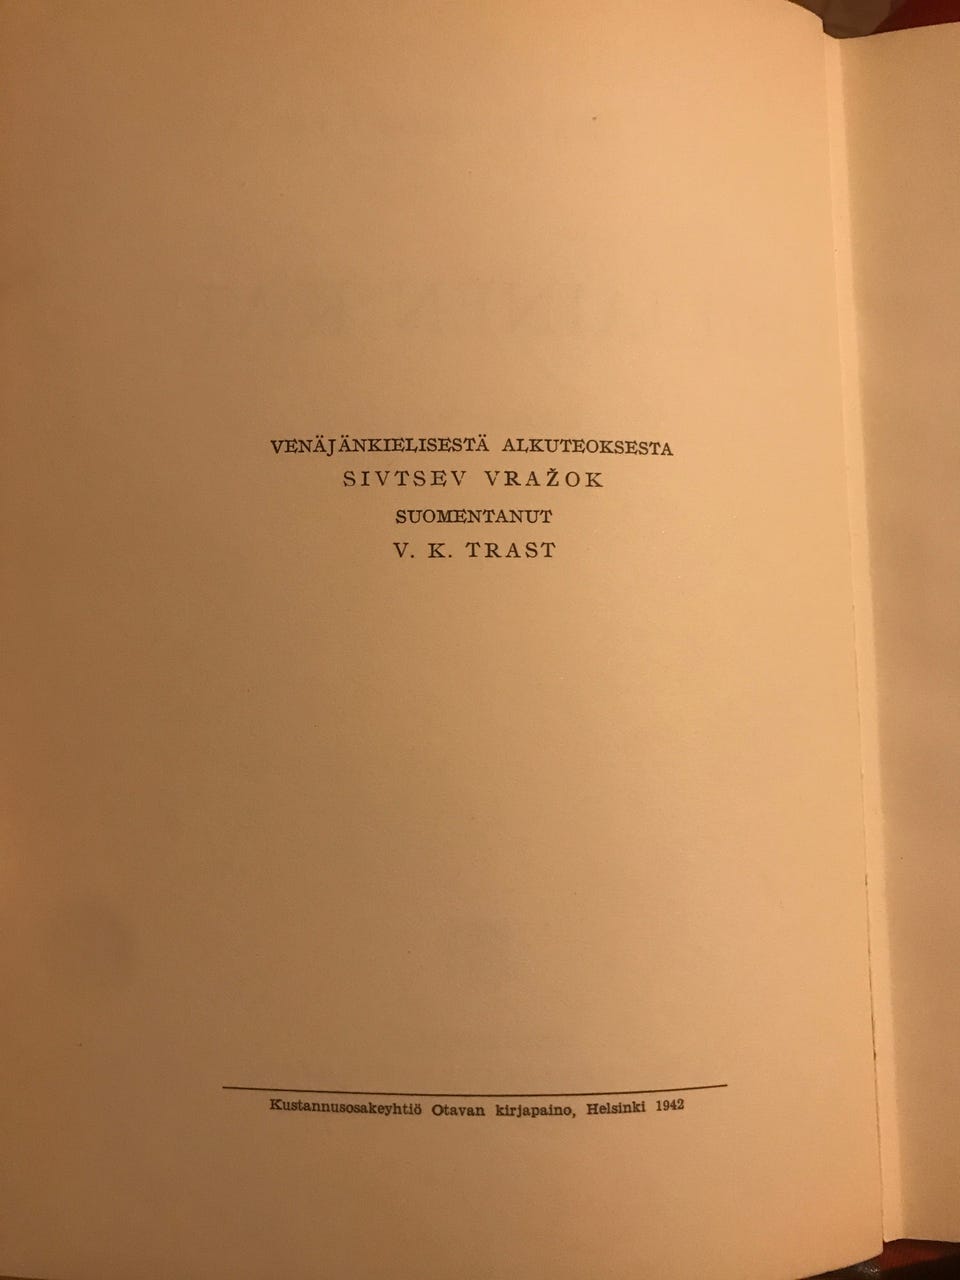 VENÄJÄNKIELISESTÄ ALKUTEOKSESTA
SIVTSEV VRAŽOK
SUOMENTANUT
V. K. TRAST
Kustannusosakeyhtiö Otavan kirjapaino, Helsinki 1942